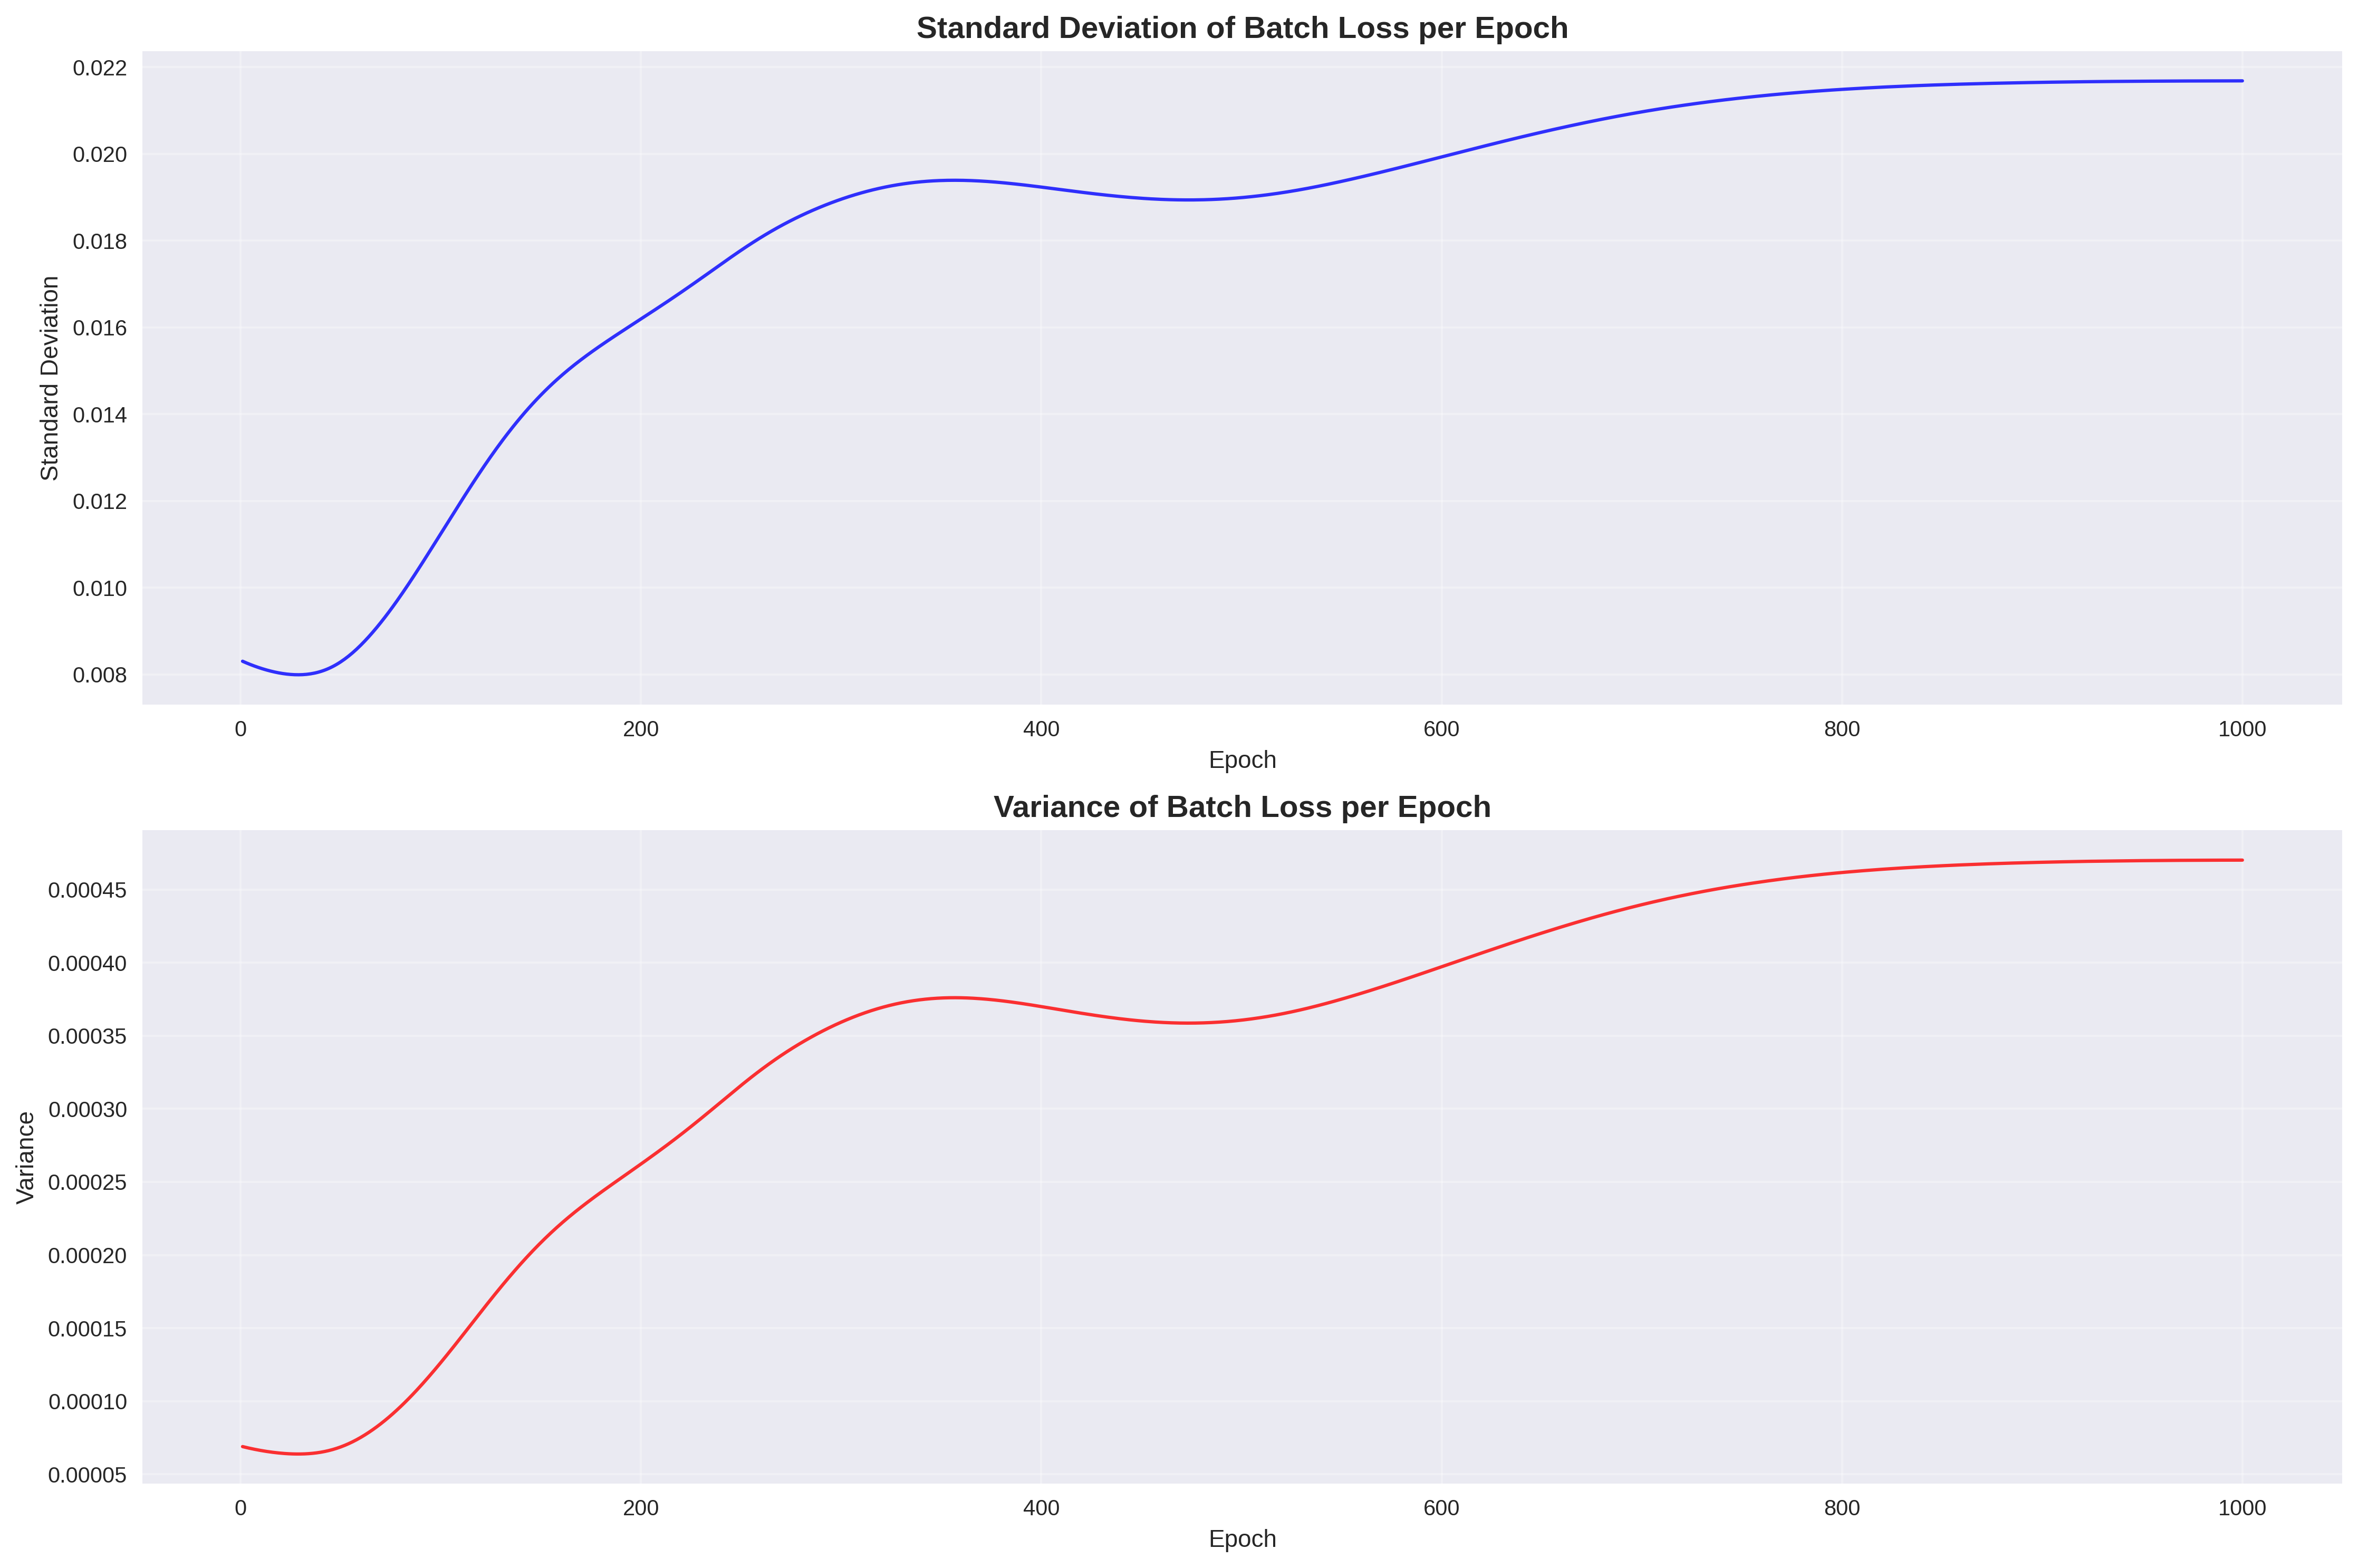 Standard Deviation of Batch Loss per Epoch
0.022
0.020
0.018
0.016
0.014
0.012
0.010
0.008
Standard Deviation
0 200 400 600 800 1000
Epoch
Variance of Batch Loss per Epoch
0.00045
0.00040
0.00035
0.00030
0.00025
0.00020
0.00015
0.00010
0.00005
Variance
0 200 400 600 800 1000
Epoch